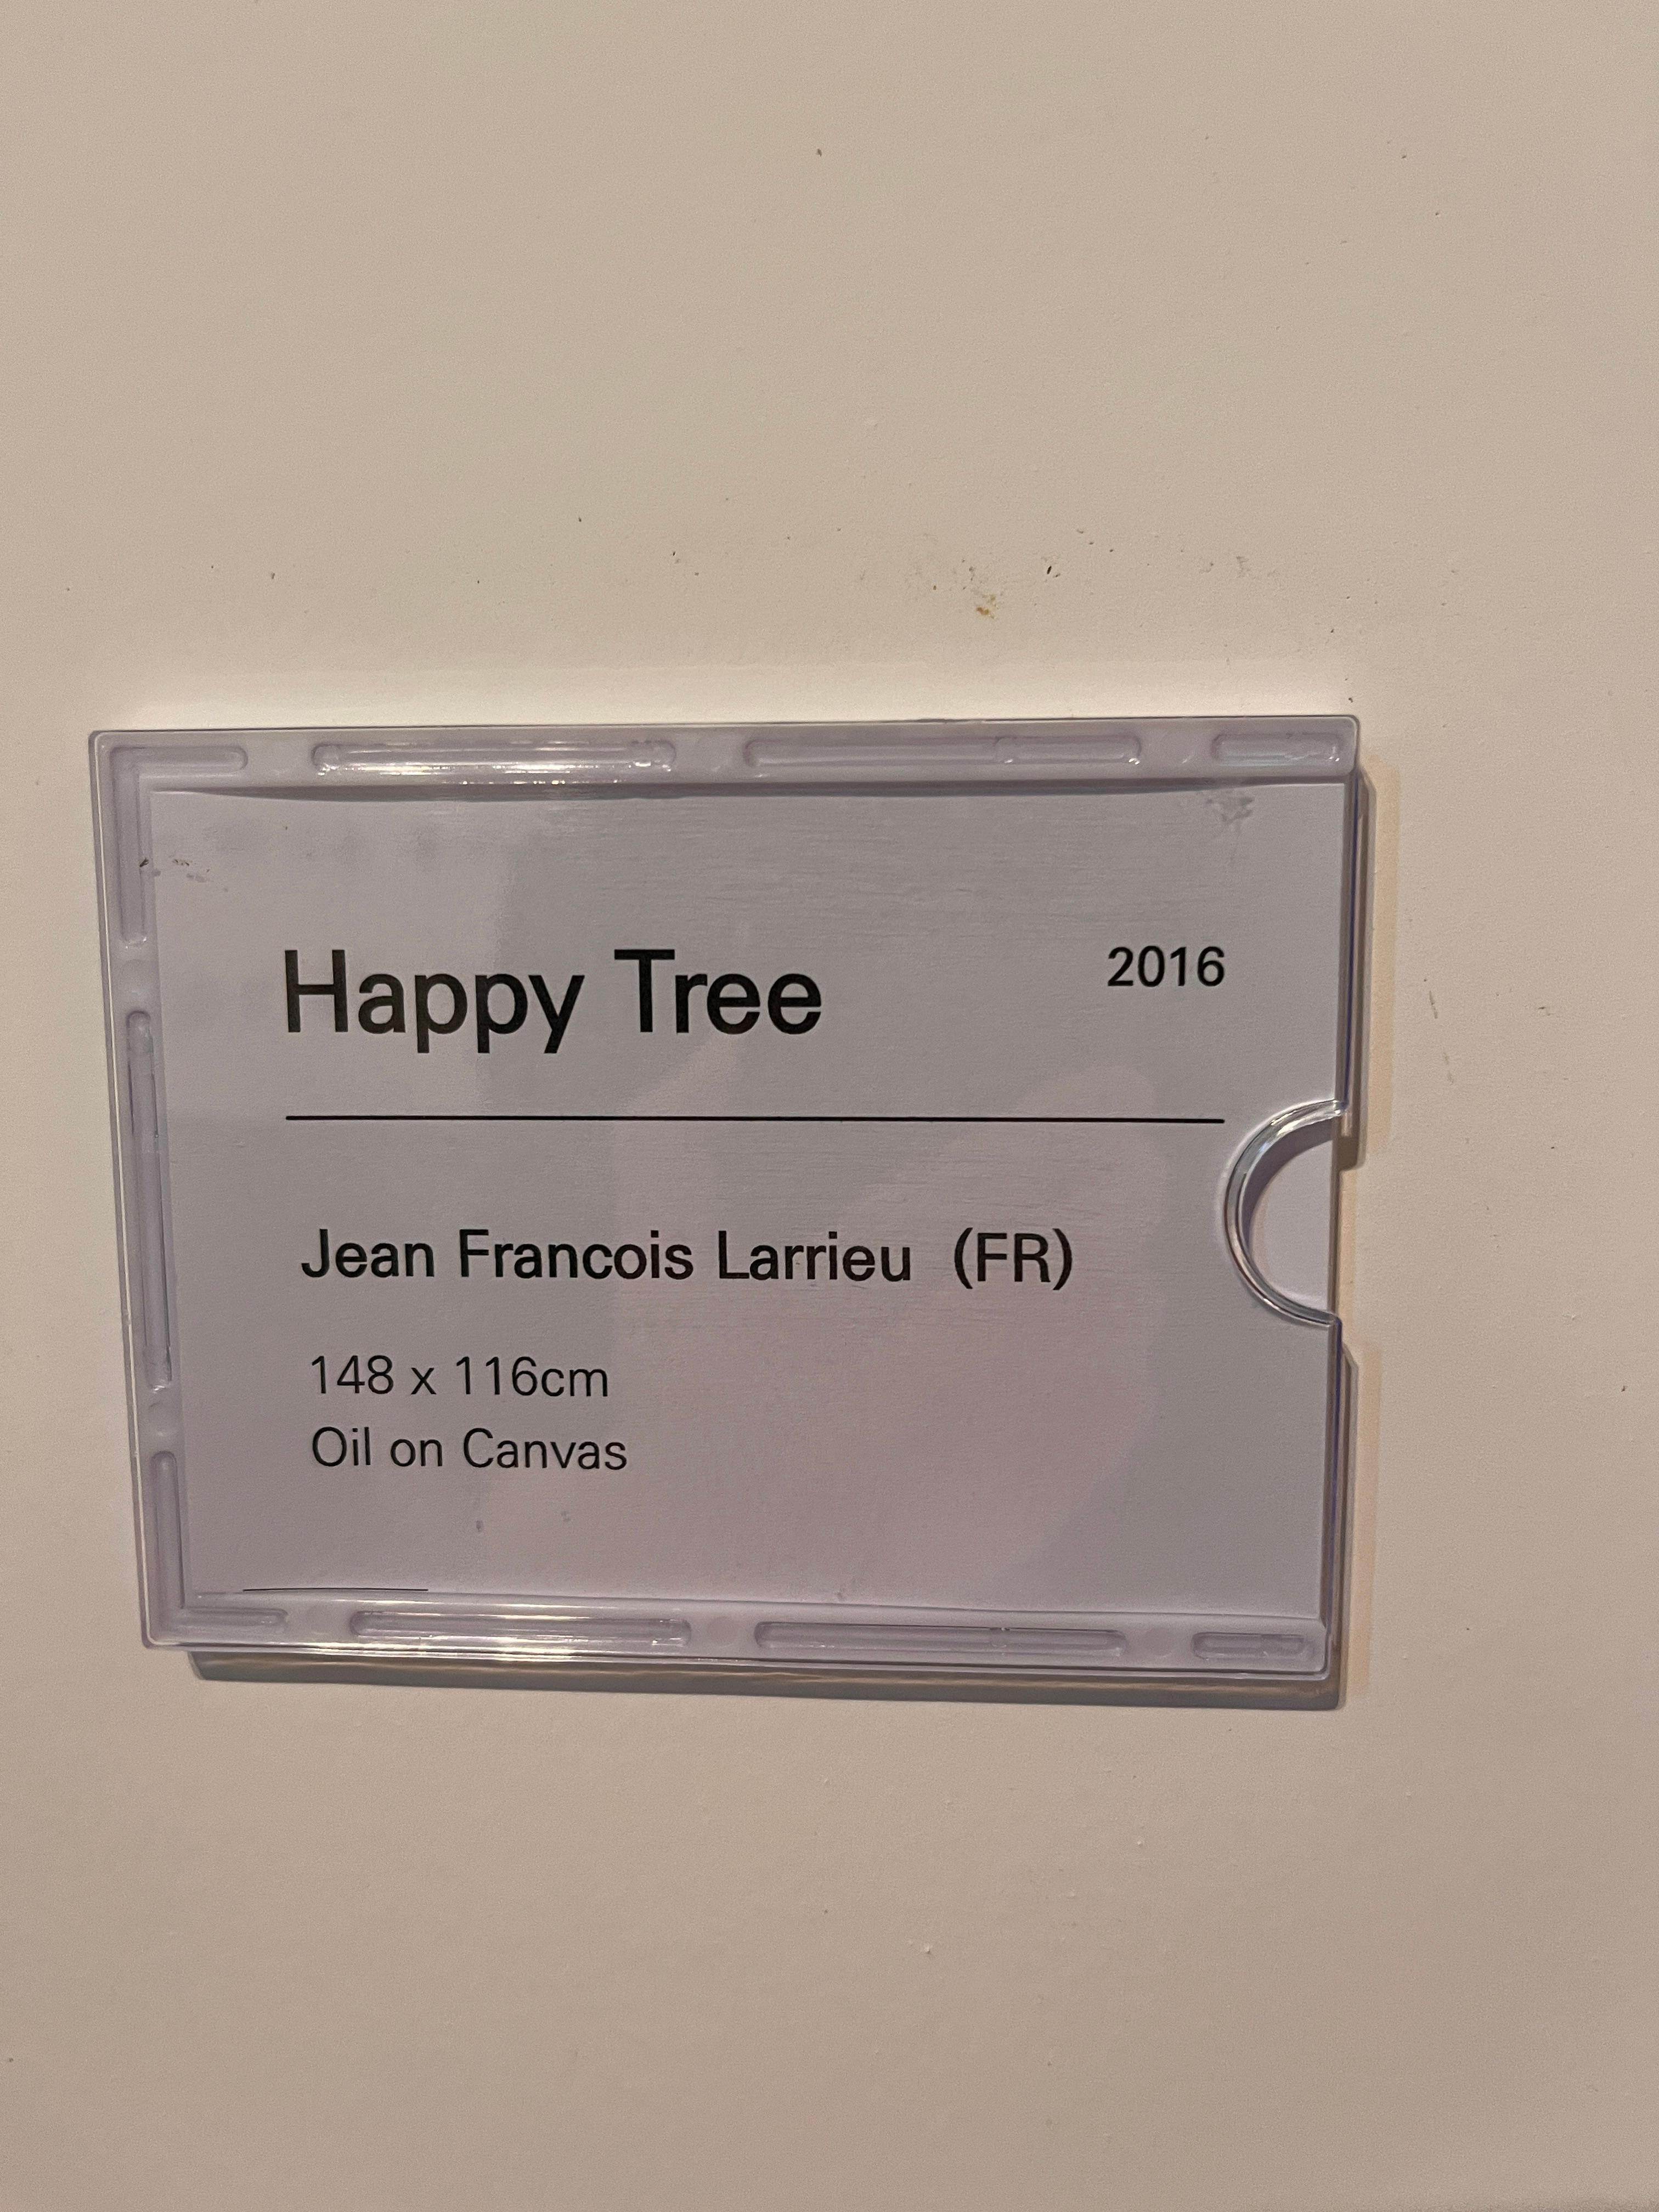 Happy Tree 2016
Jean Francois Larrieu (FR)
148 x 116cm
Oil on Canvas